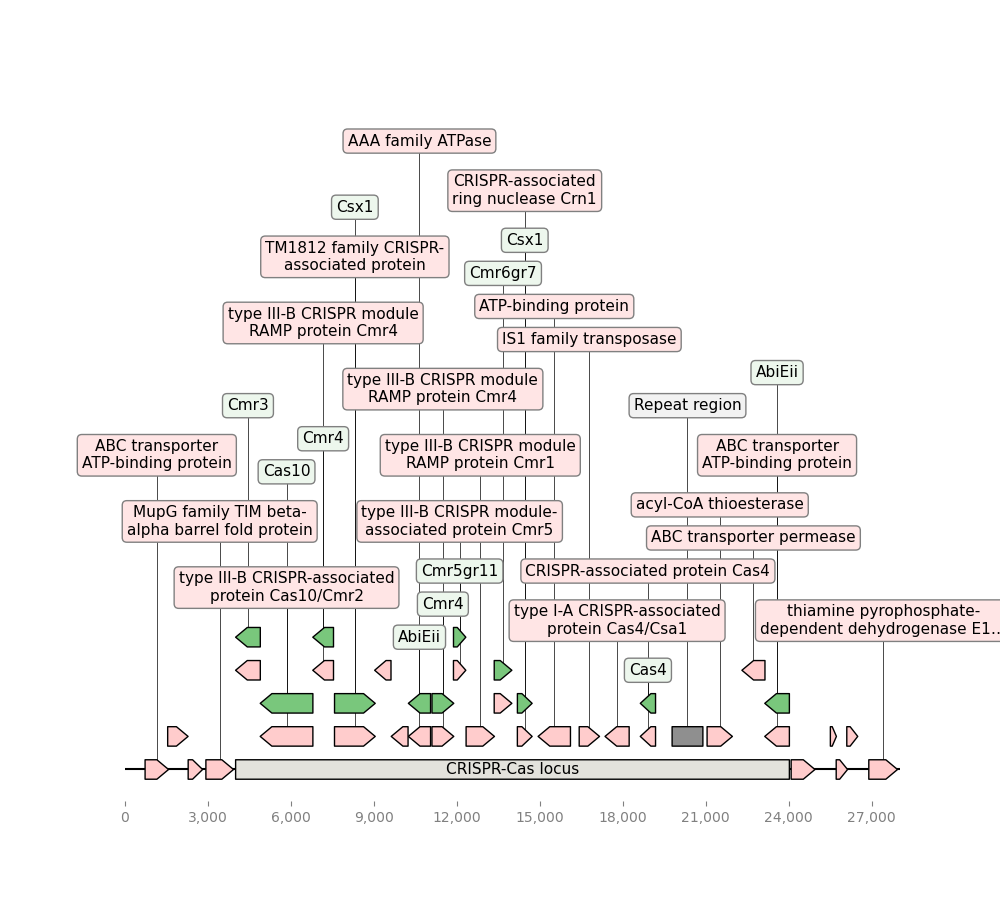 AAA family ATPase
CRISPR-associated
ring nuclease Crn1
Csx1
Csx1
TM1812 family CRISPR-
associated protein
Cmr6gr7
ATP-binding protein
type III-B CRISPR module
RAMP protein Cmr4
IS1 family transposase
AbiEii
type III-B CRISPR module
RAMP protein Cmr4
Cmr3
Repeat region
Cmr4
ABC transporter
ATP-binding protein
type III-B CRISPR module
RAMP protein Cmr1
ABC transporter
ATP-binding protein
Cas10
acyl-CoA thioesterase
MupG family TIM beta-
alpha barrel fold protein
type III-B CRISPR module-
associated protein Cmr5
ABC transporter permease
Cmr5gr11
CRISPR-associated protein Cas4
type III-B CRISPR-associated
protein Cas10/Cmr2
Cmr4
type I-A CRISPR-associated
protein Cas4/Csa1
thiamine pyrophosphate-
dependent dehydrogenase E1...
AbiEii
Cas4
CRISPR-Cas locus
0 3,000 6,000 9,000 12,000 15,000 18,000 21,000 24,000 27,000